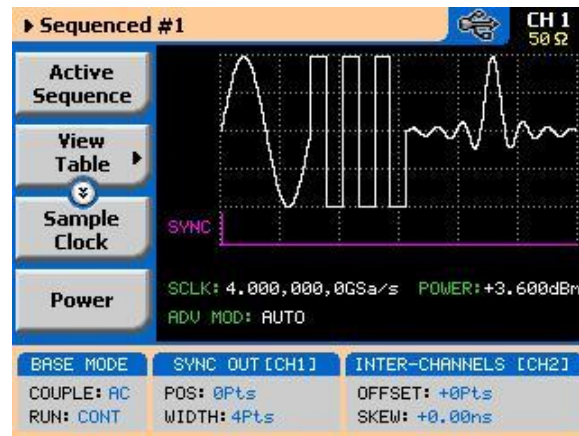 Sequenced #1
CH 1
50 Ω
Active
Sequence
View
Table
Sample
Clock
Power
SYNC
SCLK: 4.000,000,0GSa/s POWER:+3.600dBm
ADV MOD: AUTO
BASE MODE
COUPLE: AC
RUN: CONT
SYNC OUT[CH1]
POS: 0Pts
WIDTH: 4Pts
INTER-CHANNELS [CH2]
OFFSET: +0Pts
SKEW: +0.00ns